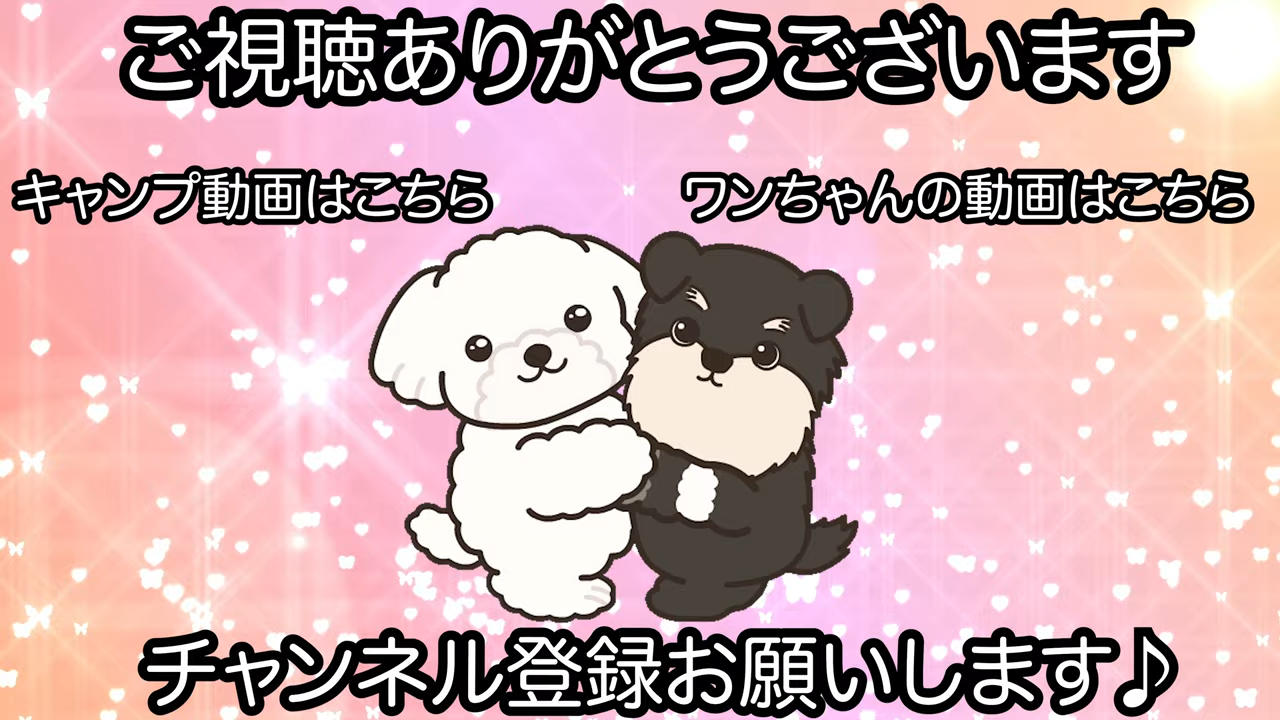 ご視聴ありがとうございます
キャンプ動画はこちら
ワンちゃんの動画はこちら
チャンネル登録お願いします♪